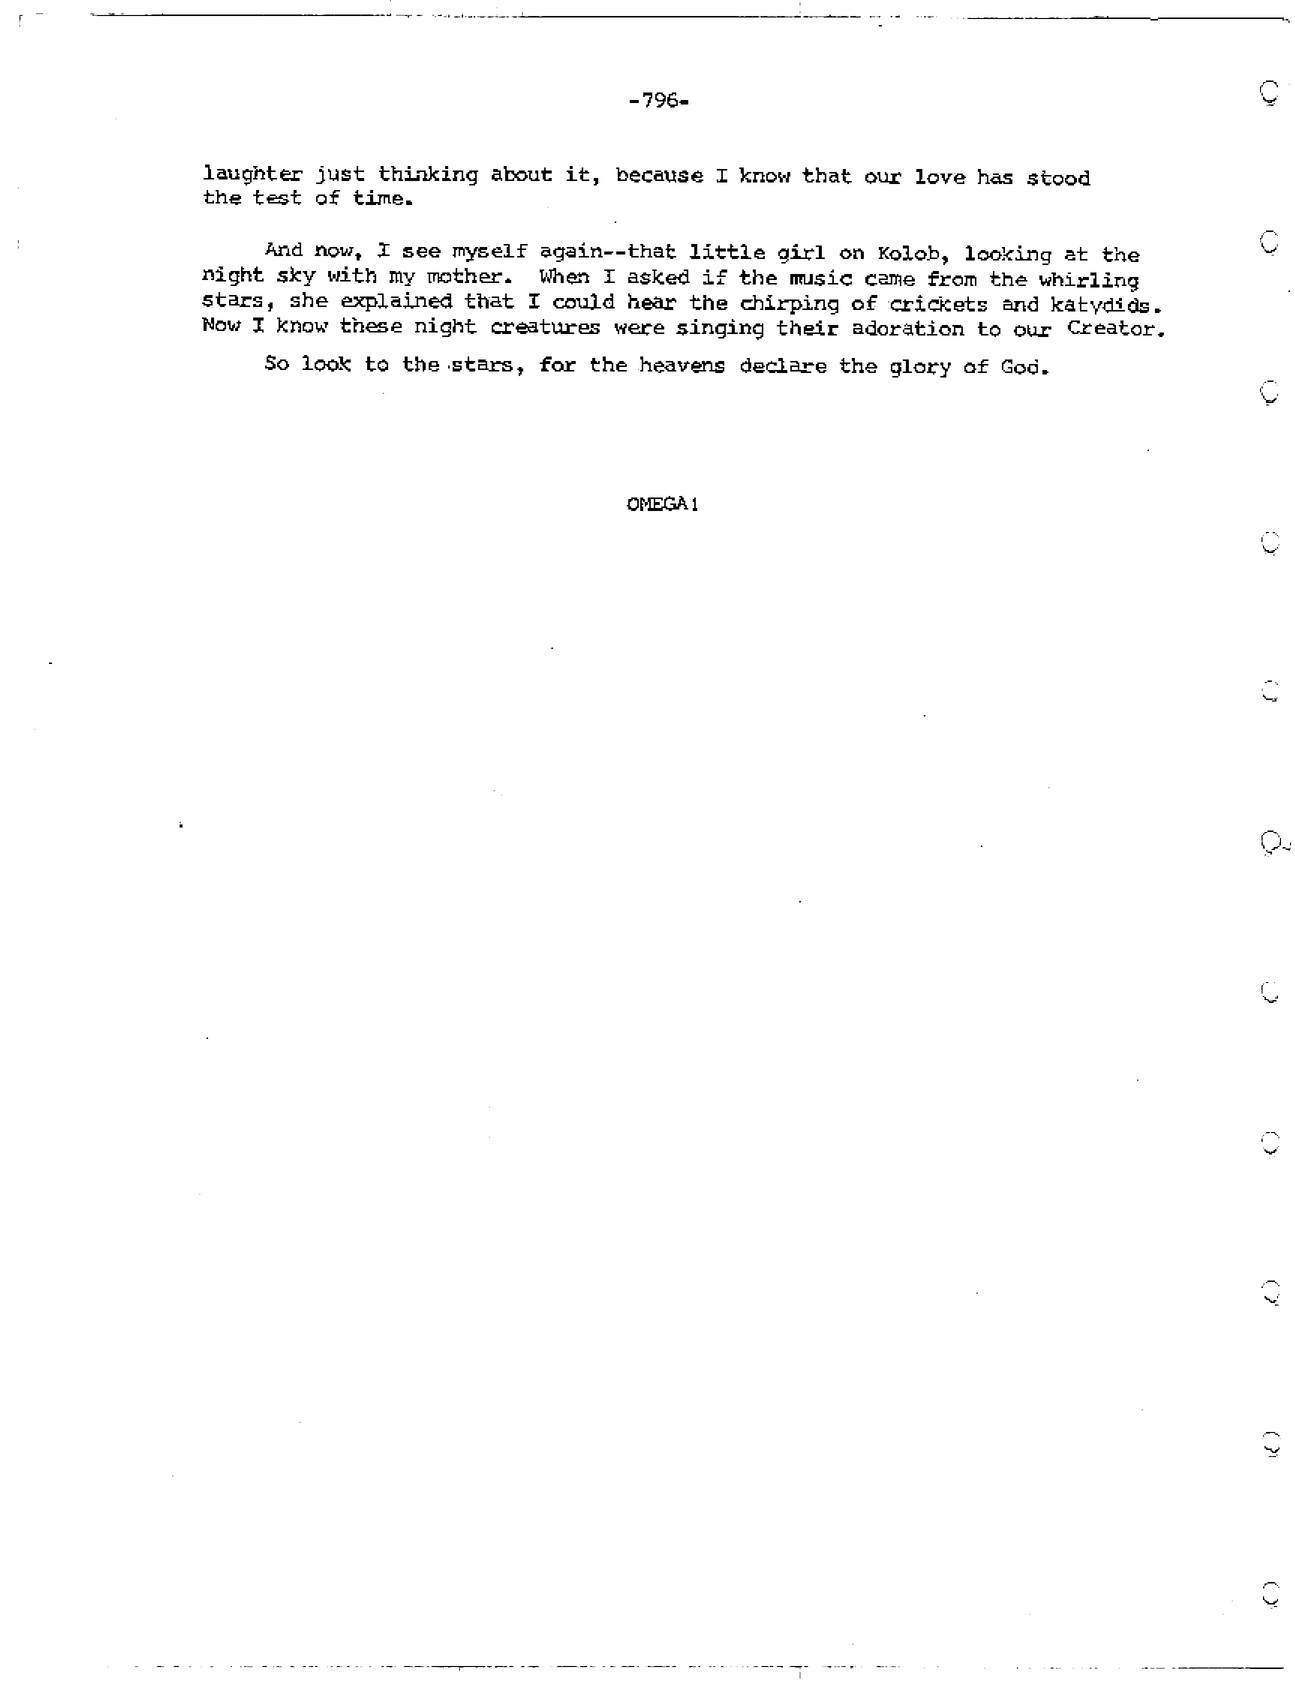 -796-
laughter just thinking about it, because I know that our love has stood
the test of time.
And now, I see myself again--that little girl on Kolob, looking at the
night sky with my mother. When I asked if the music came from the whirling
stars, she explained that I could hear the chirping of crickets and katydids.
Now I know these night creatures were singing their adoration to our Creator.
So look to the stars, for the heavens declare the glory of God.
OMEGA1